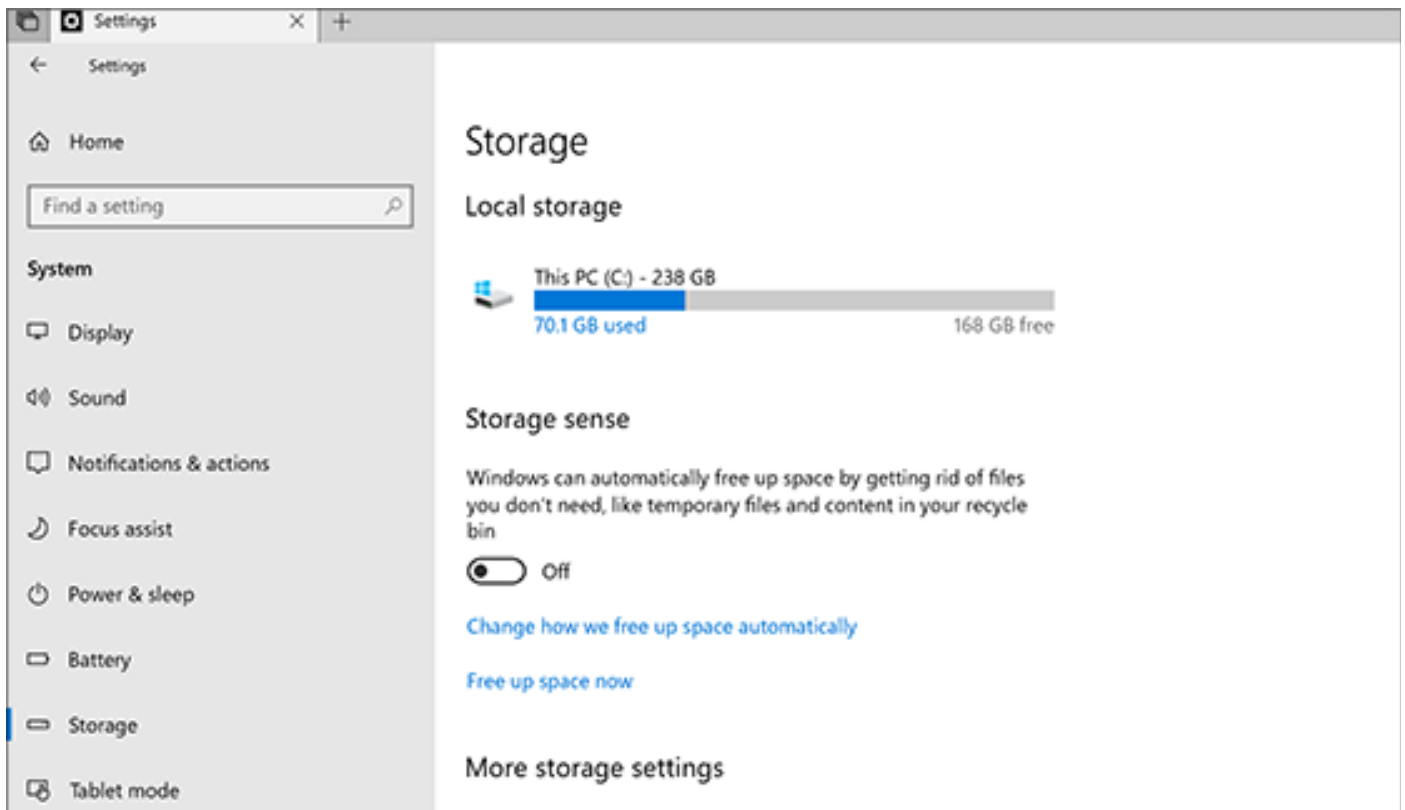 Settings
Settings
Home
Find a setting
System
Display
Sound
Notifications & actions
Focus assist
Power & sleep
Battery
Storage
Tablet mode
Storage
Local storage
This PC (C:) - 238 GB
70.1 GB used
168 GB free
Storage sense
Windows can automatically free up space by getting rid of files
you don't need, like temporary files and content in your recycle
bin
Off
Change how we free up space automatically
Free up space now
More storage settings